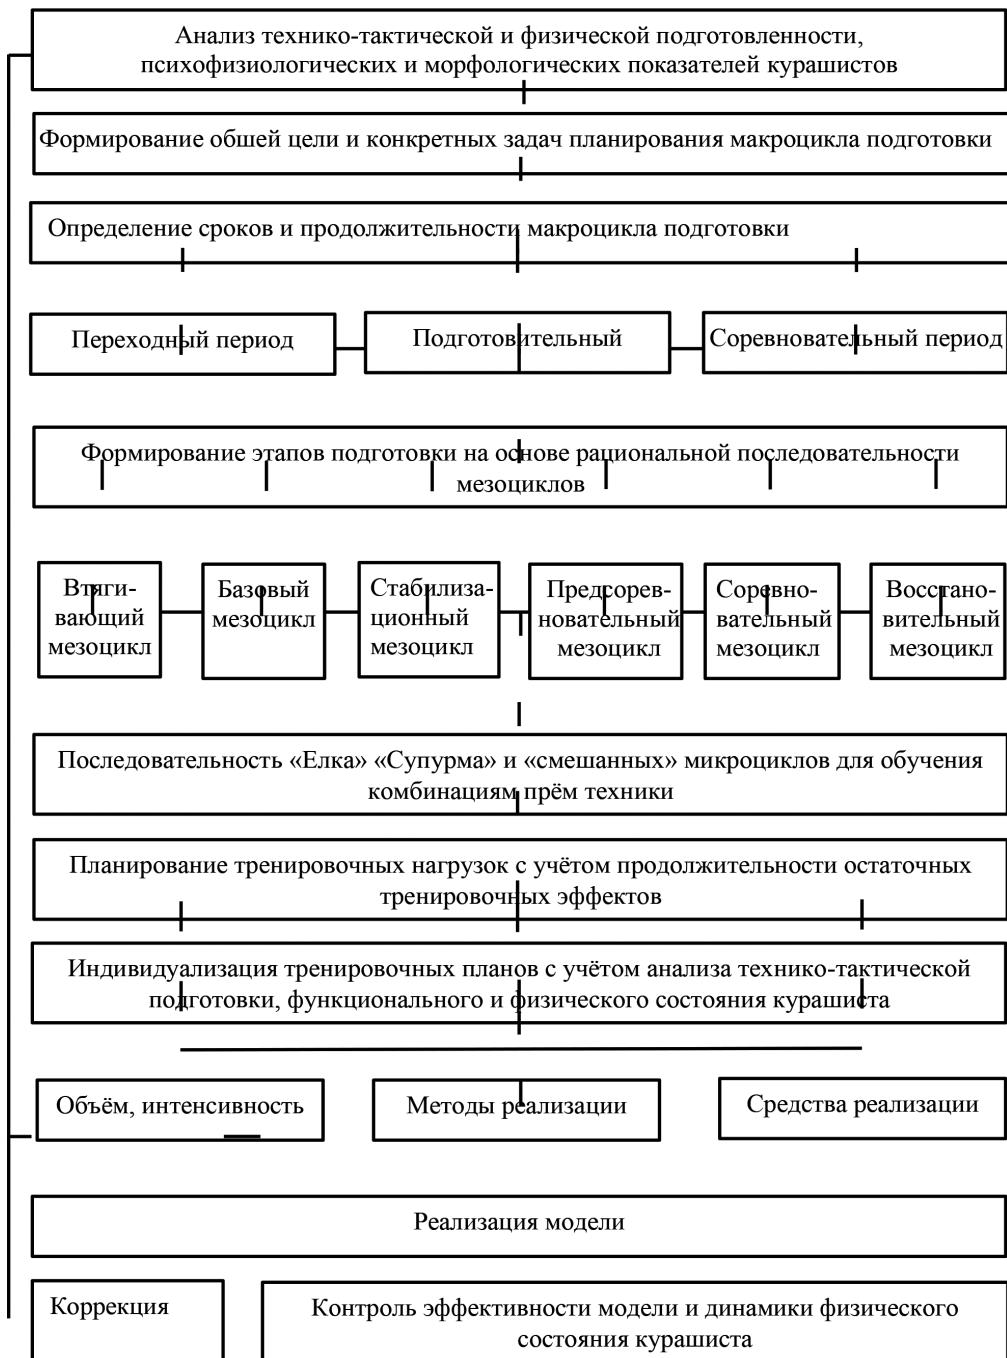 Анализ технико-тактической и физической подготовленности,
психофизиологических и морфологических показателей курашистов
Формирование обшей цели и конкретных задач планирования макроцикла подготовки
Определение сроков и продолжительности макроцикла подготовки
Переходный период
Подготовительный
Соревновательный период
Формирование этапов подготовки на основе рациональной последовательности
мезоциклов
Втяги-
вающий
мезоцикл
Базовый
мезоцикл
Стабилиза-
ционный
мезоцикл
Предсорев-
новательный
мезоцикл
Соревно-
вательный
мезоцикл
Восстано-
вительный
мезоцикл
Последовательность «Елка» «Супурма» и «смешанных» микроциклов для обучения
комбинациям прём техники
Планирование тренировочных нагрузок с учётом продолжительности остаточных
тренировочных эффектов
Индивидуализация тренировочных планов с учётом анализа технико-тактической
подготовки, функционального и физического состояния курашиста
Объём, интенсивность
Методы реализации
Средства реализации
Реализация модели
Коррекция
Контроль эффективности модели и динамики физического
состояния курашиста